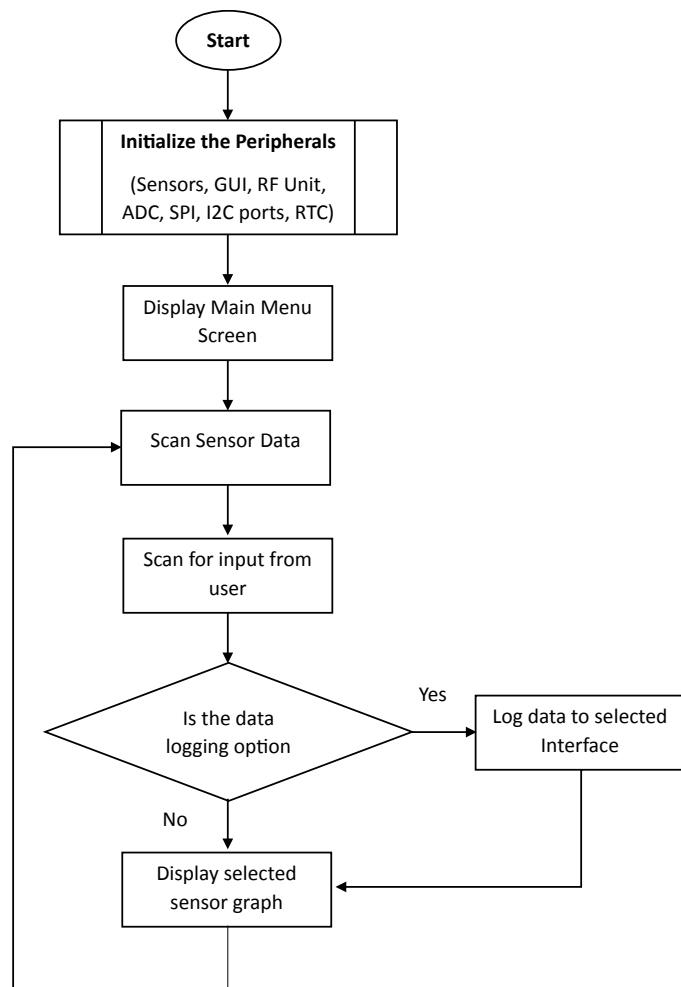 Start
Initialize the Peripherals
(Sensors, GUI, RF Unit,
ADC, SPI, I2C ports, RTC)
Display Main Menu
Screen
Scan Sensor Data
Scan for input from
user
Is the data
logging option
Yes
Log data to selected
Interface
No
Display selected
sensor graph